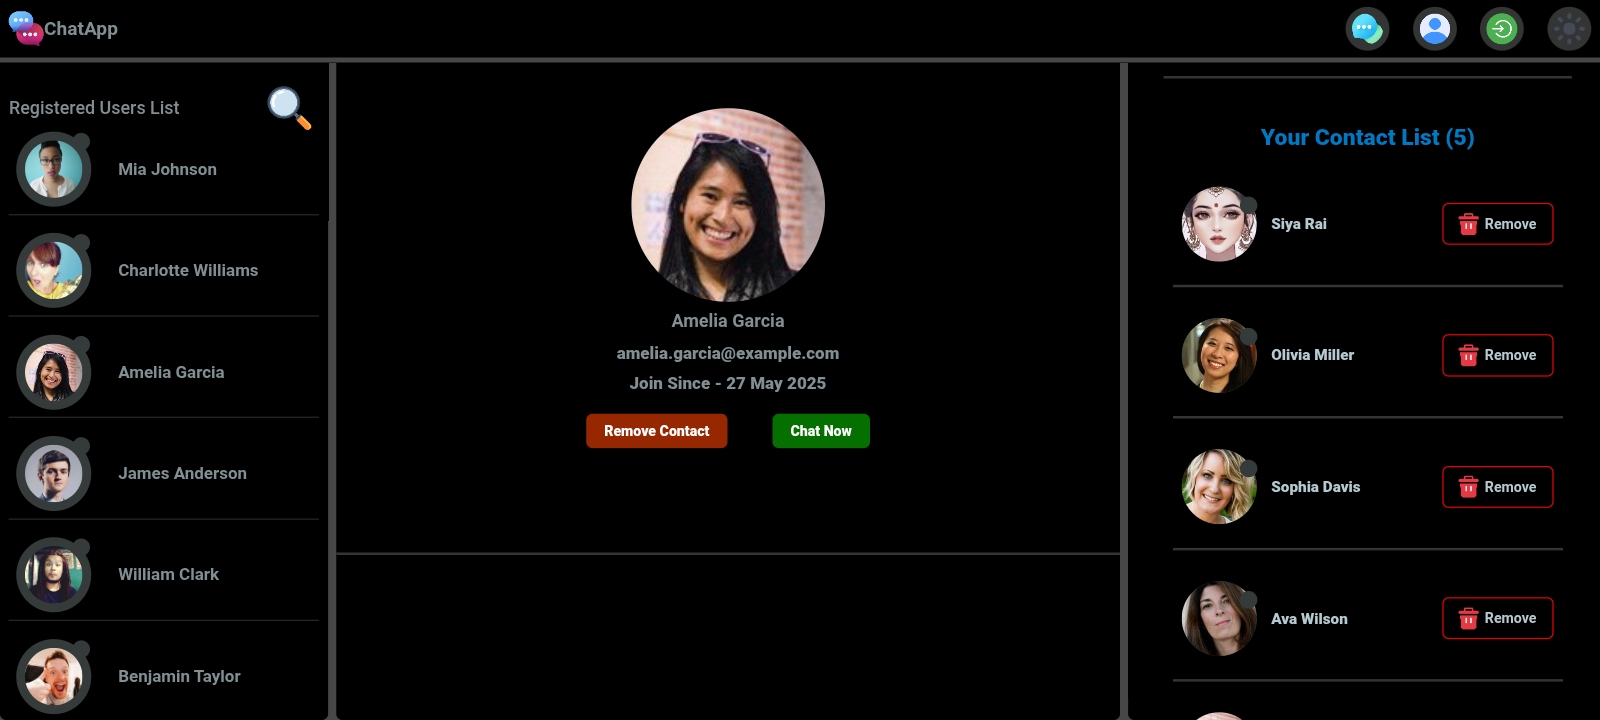 ChatApp
Registered Users List
Mia Johnson
Charlotte Williams
Amelia Garcia
James Anderson
William Clark
Benjamin Taylor
Amelia Garcia
amelia.garcia@example.com
Join Since - 27 May 2025
Remove Contact
Chat Now
Your Contact List (5)
Siya Rai
Remove
Olivia Miller
Remove
Sophia Davis
Remove
Ava Wilson
Remove